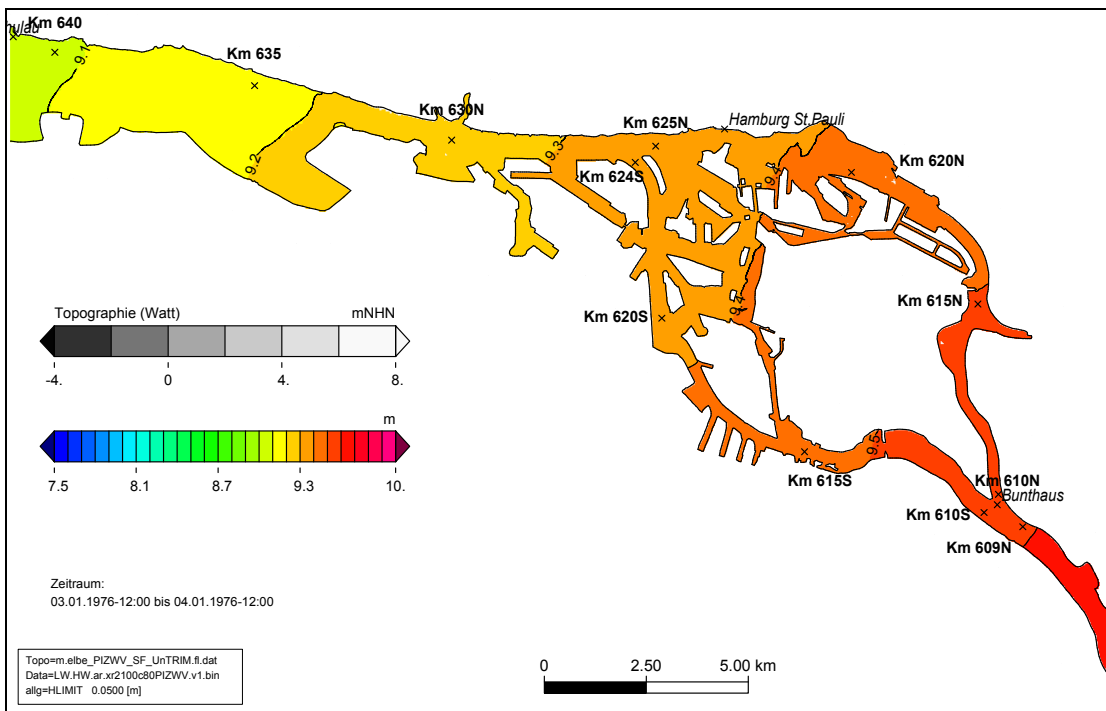 hulau
Km 640
9.1
Km 635
9.2
Km 630N
9.3
Km 625N
Hamburg St.Pauli
Km 624S
9.4
Km 620N
Topographie (Watt)
mNHN
-4.
0
4.
8.
Km 620S
9.4
Km 615N
m
7.5
8.1
8.7
9.3
10.
9.5
Km 615S
Km 610N
Bunthaus
Km 610S
Km 609N
Zeitraum:
03.01.1976-12:00 bis 04.01.1976-12:00
Topo=m.elbe_PIZWV_SF_UnTRIM.fl.dat
Data=LW.HW.ar.xr2100c80PIZWV.v1.bin
allg=HLIMIT 0.0500 [m]
0
2.50
5.00 km